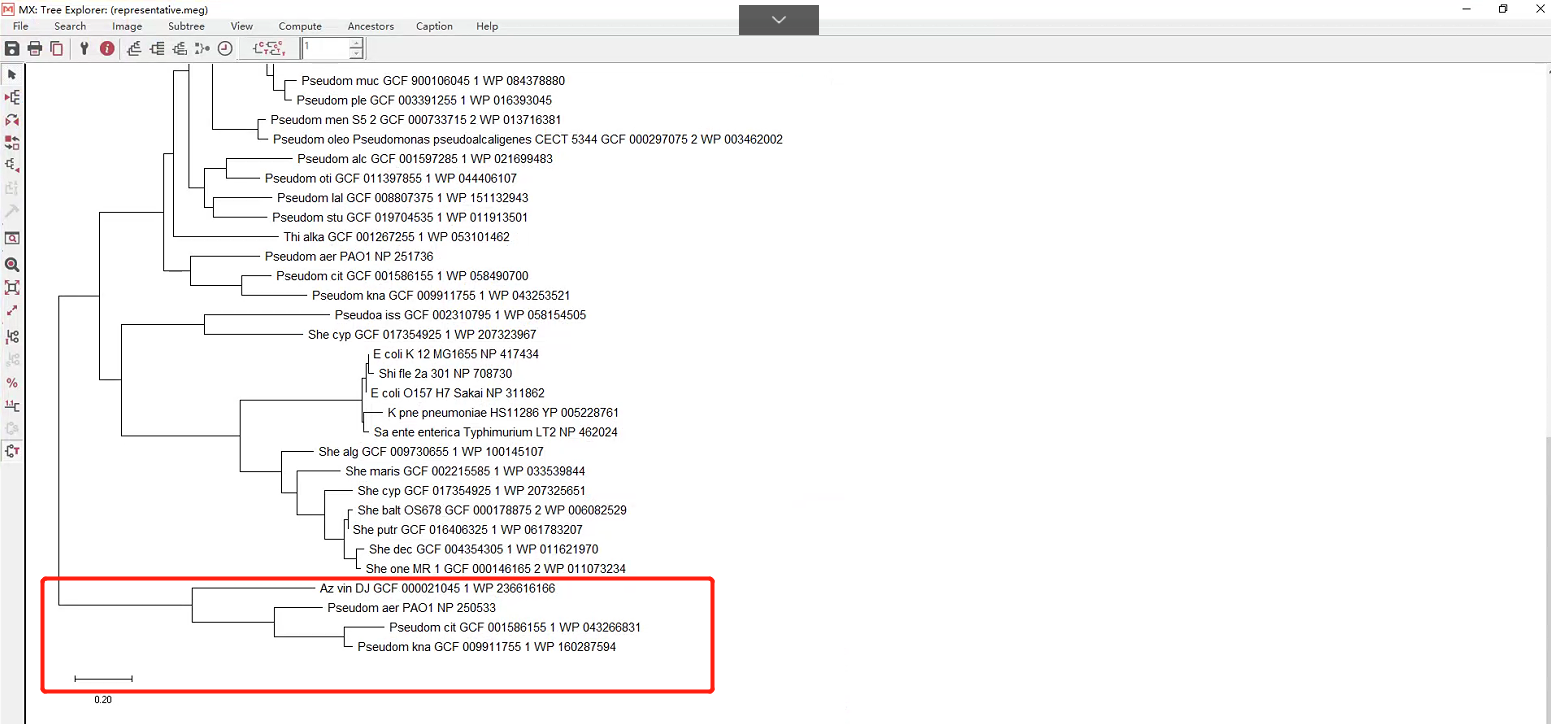 MX: Tree Explorer: (representative.meg)
File Search Image Subtree View Compute Ancestors Caption Help
1
Pseudom muc GCF 900106045 1 WP 084378880
Pseudom ple GCF 003391255 1 WP 016393045
Pseudom men S5 2 GCF 000733715 2 WP 013716381
Pseudom oleo Pseudomonas pseudoalcaligenes CECT 5344 GCF 000297075 2 WP 003462002
Pseudom alc GCF 001597285 1 WP 021699483
Pseudom oti GCF 011397855 1 WP 044406107
Pseudom lal GCF 008807375 1 WP 151132943
Pseudom stu GCF 019704535 1 WP 011913501
Thi alka GCF 001267255 1 WP 053101462
Pseudom aer PAO1 NP 251736
Pseudom cit GCF 001586155 1 WP 058490700
Pseudom kna GCF 009911755 1 WP 043253521
Pseudoa iss GCF 002310795 1 WP 058154505
She cyp GCF 017354925 1 WP 207323967
E coli K 12 MG1655 NP 417434
Shi fle 2a 301 NP 708730
E coli O157 H7 Sakai NP 311862
K pne pneumoniae HS11286 YP 005228761
Sa ente enterica Typhimurium LT2 NP 462024
She alg GCF 009730655 1 WP 100145107
She maris GCF 002215585 1 WP 033539844
She cyp GCF 017354925 1 WP 207325651
She balt OS678 GCF 000178875 2 WP 006082529
She putr GCF 016406325 1 WP 061783207
She dec GCF 004354305 1 WP 011621970
She one MR 1 GCF 000146165 2 WP 011073234
Az vin DJ GCF 000021045 1 WP 236616166
Pseudom aer PAO1 NP 250533
Pseudom cit GCF 001586155 1 WP 043266831
Pseudom kna GCF 009911755 1 WP 160287594
0.20